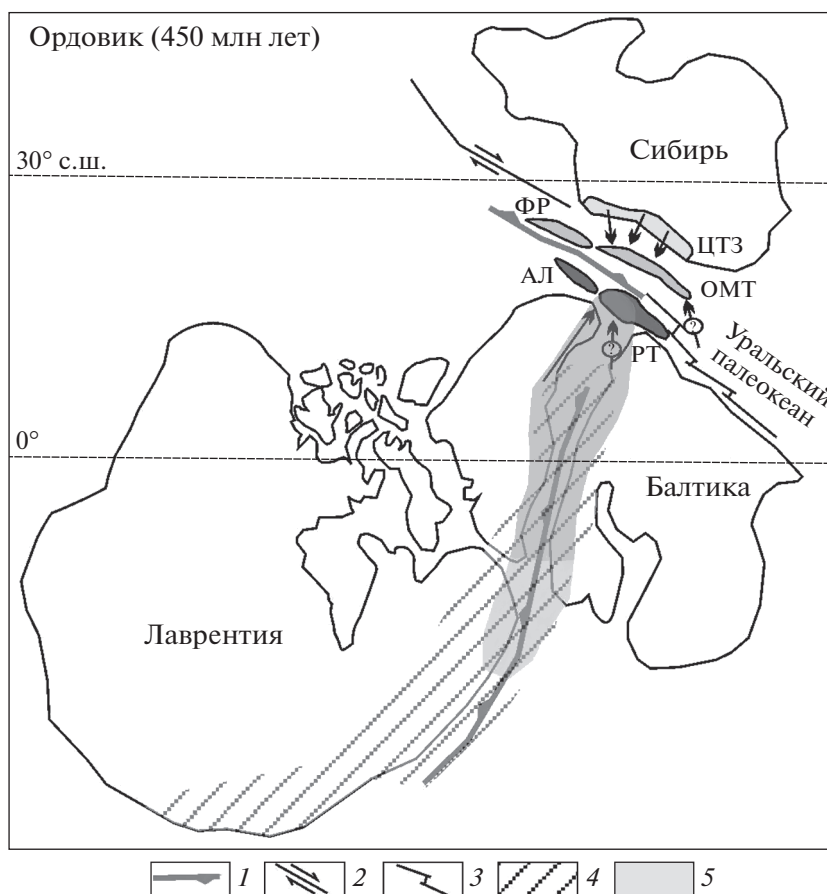 Ордовик (450 млн лет)
Сибирь
30° с.ш.
ФР
ЦТЗ
АЛ
ОМТ
?
Уральский
палеокеан
? РТ
0°
Балтика
Лаврентия
1 2 3 4 5